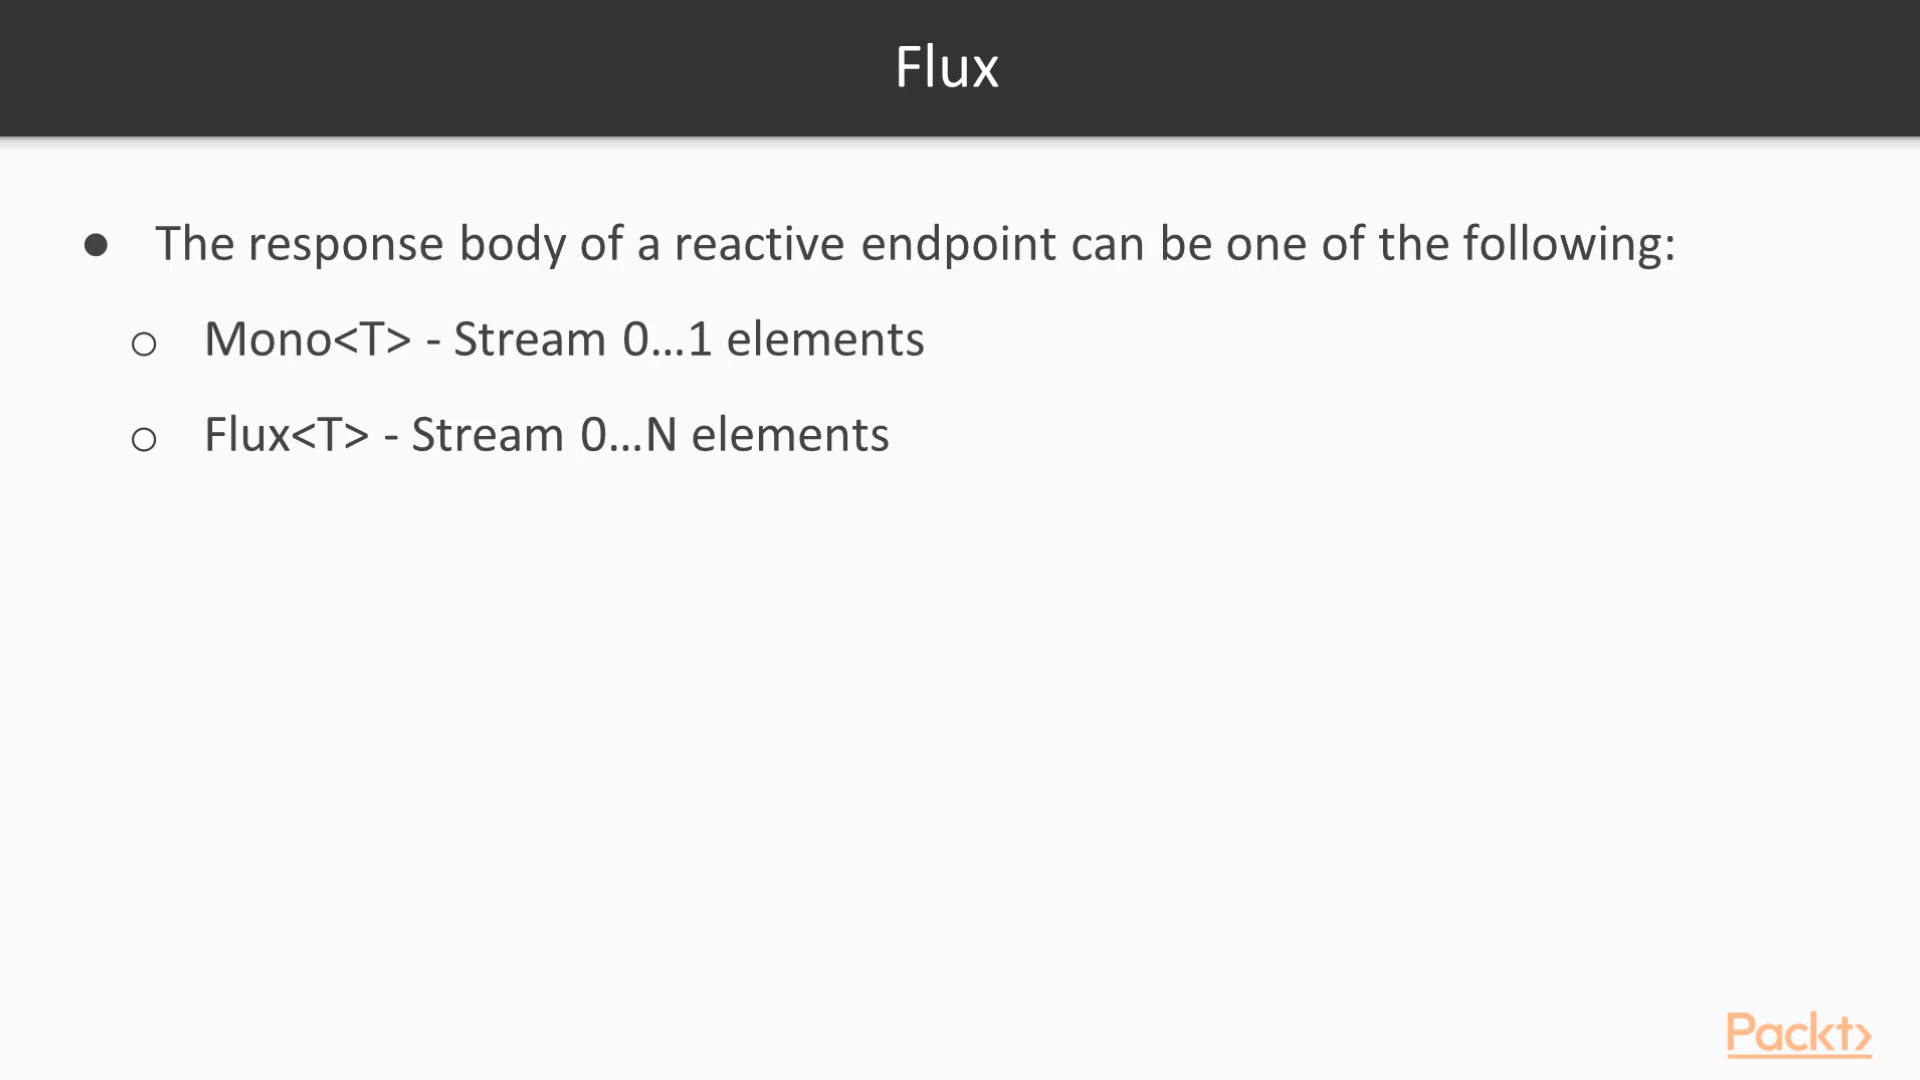 Flux
● The response body of a reactive endpoint can be one of the following:
○ Mono<T> - Stream 0...1 elements
○ Flux<T> - Stream 0...N elements
Packt>